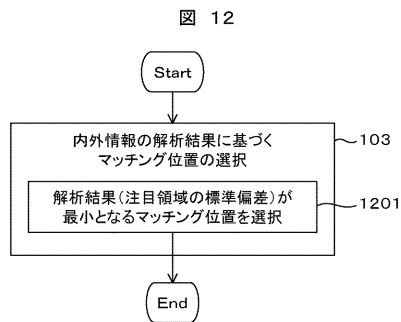 図 12
Start
内外情報の解析結果に基づく
マッチング位置の選択
103
解析結果(注目領域の標準偏差)が
最小となるマッチング位置を選択
1201
End